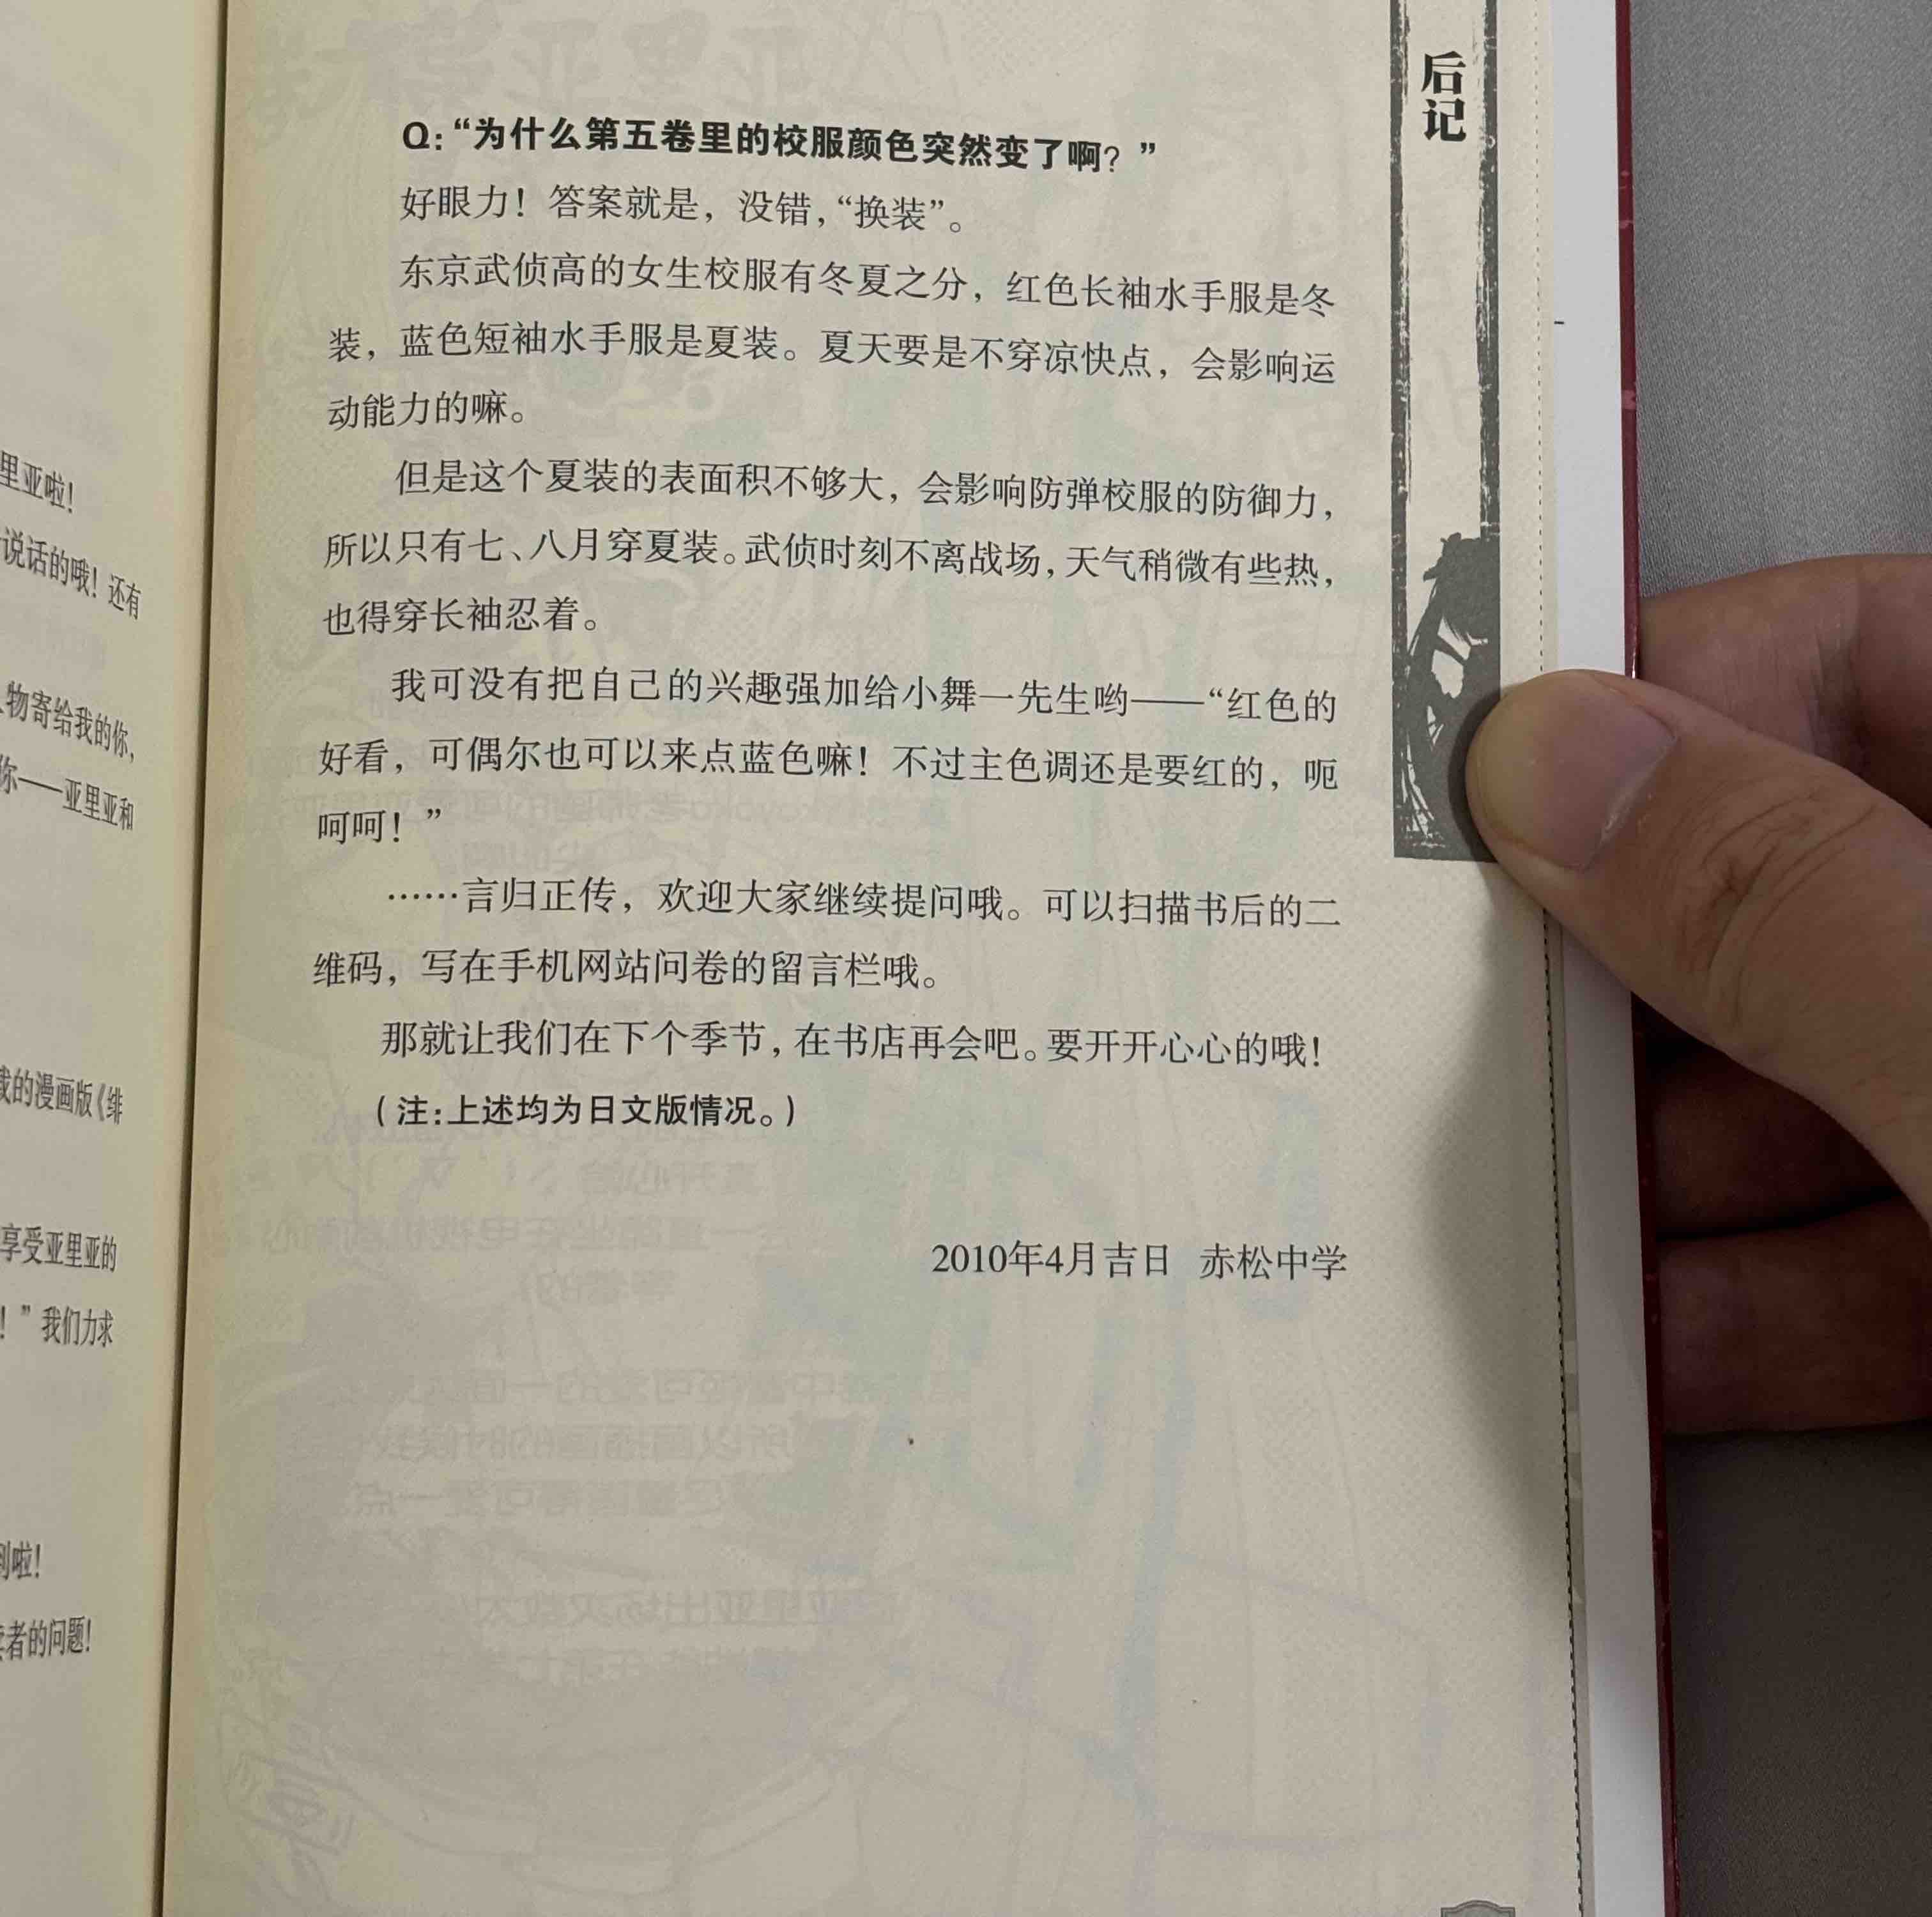 里亚啦！
说话的哦！还有
物寄给我的你，
你——亚里亚和
的漫画版《绯
享受亚里亚的
！”我们力求
到啦！
者的问题！
后记
Q：“为什么第五卷里的校服颜色突然变了啊？”
好眼力！答案就是，没错，“换装”。
东京武侦高的女生校服有冬夏之分，红色长袖水手服是冬
装，蓝色短袖水手服是夏装。夏天要是不穿凉快点，会影响运
动能力的嘛。
但是这个夏装的表面积不够大，会影响防弹校服的防御力，
所以只有七、八月穿夏装。武侦时刻不离战场，天气稍微有些热，
也得穿长袖忍着。
我可没有把自己的兴趣强加给小舞一先生哟——“红色的
好看，可偶尔也可以来点蓝色嘛！不过主色调还是要红的，呃
呵呵！”
……言归正传，欢迎大家继续提问哦。可以扫描书后的二
维码，写在手机网站问卷的留言栏哦。
那就让我们在下个季节，在书店再会吧。要开开心心的哦！
（注：上述均为日文版情况。）
2010年4月吉日 赤松中学